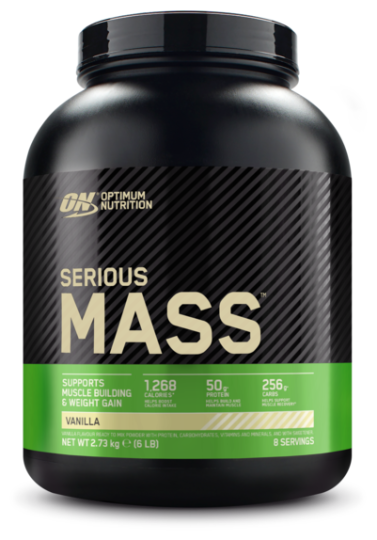 ON OPTIMUM
NUTRITION
SERIOUS
MASS™
SUPPORTS
MUSCLE BUILDING
& WEIGHT GAIN
1,268
CALORIES*
50g
PROTEIN
256g
CARBS
VANILLA
NET WT 2.73 kg ℮ (6 LB)
8 SERVINGS